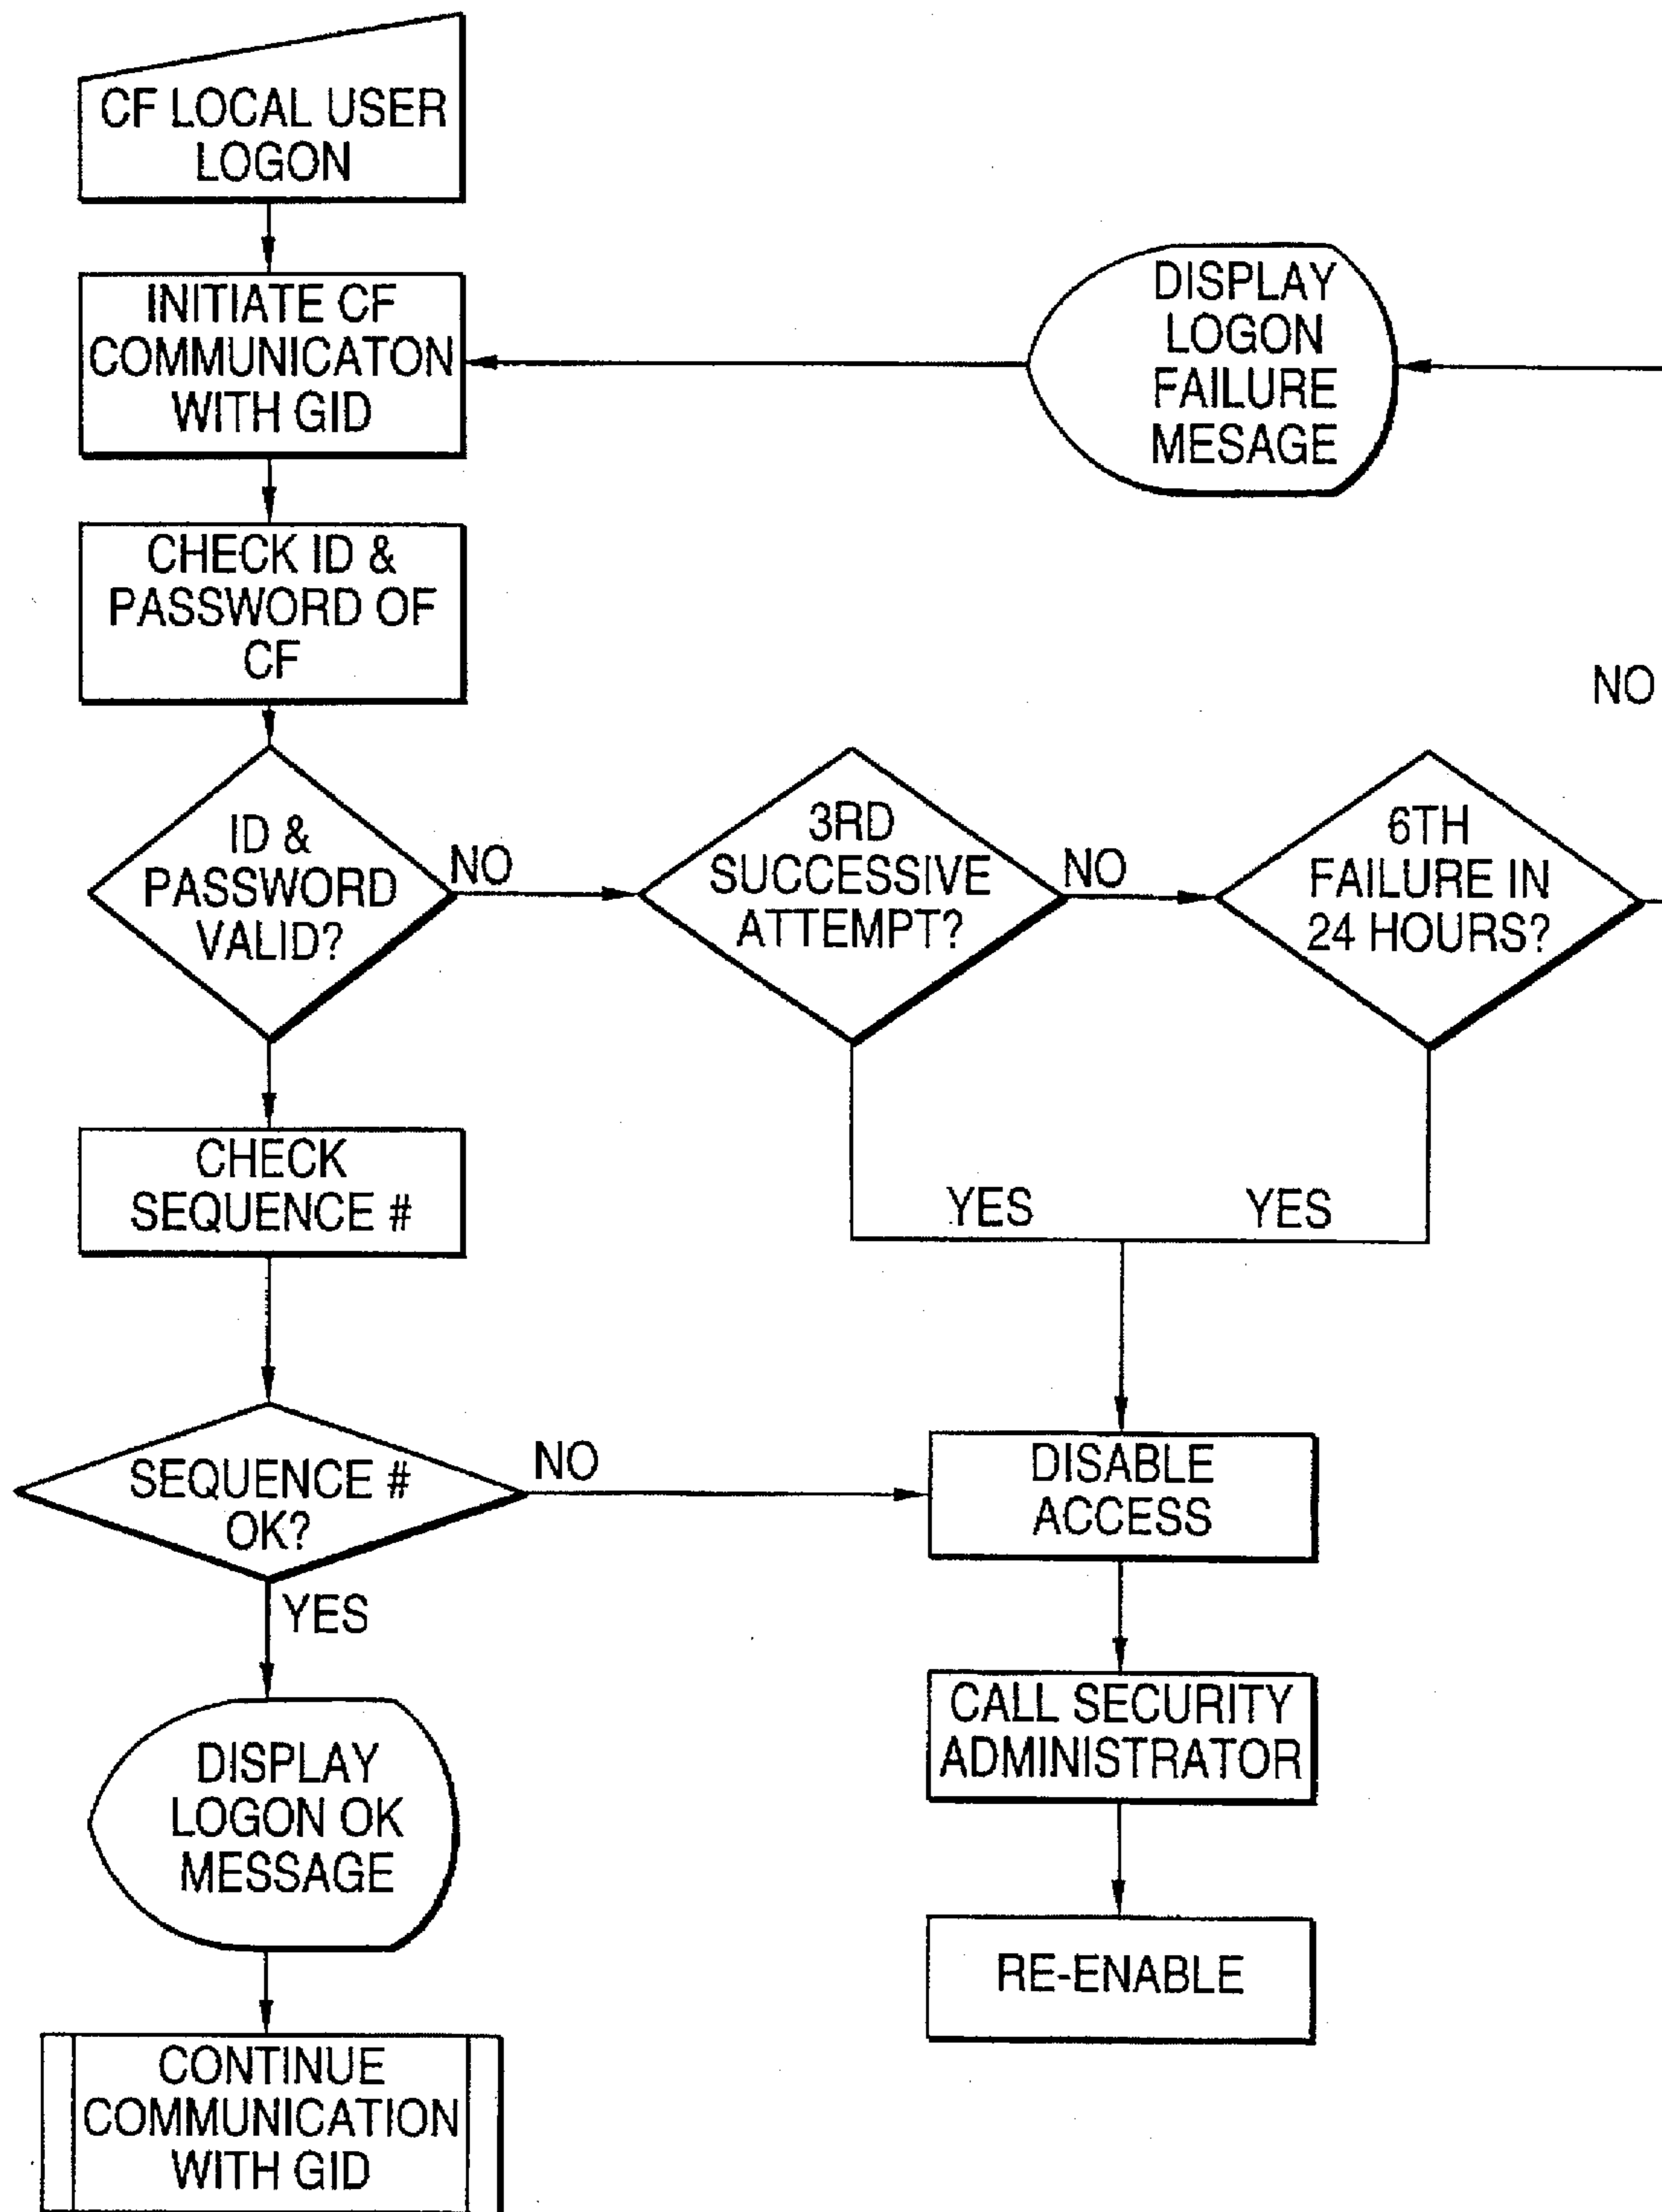 CF LOCAL USER
LOGON
INITIATE CF
COMMUNICATON
WITH GID
DISPLAY
LOGON
FAILURE
MESAGE
CHECK ID &
PASSWORD OF
CF
NO
ID &
PASSWORD
VALID?
NO
3RD
SUCCESSIVE
ATTEMPT?
NO
6TH
FAILURE IN
24 HOURS?
CHECK
SEQUENCE #
YES
YES
SEQUENCE #
OK?
NO
DISABLE
ACCESS
YES
CALL SECURITY
ADMINISTRATOR
DISPLAY
LOGON OK
MESSAGE
RE-ENABLE
CONTINUE
COMMUNICATION
WITH GID